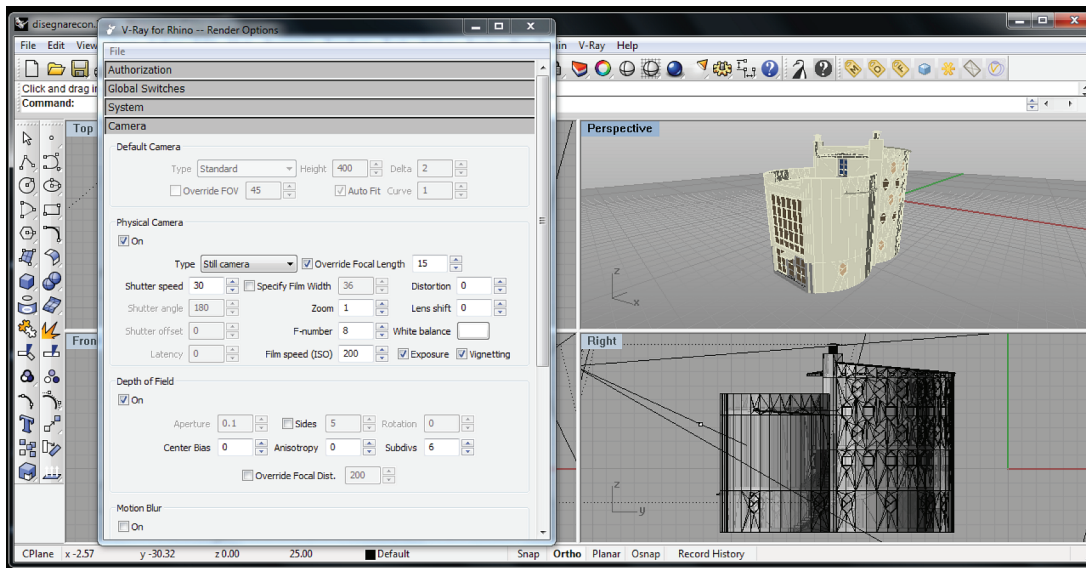 disegnarecon.
V-Ray for Rhino -- Render Options
File Edit View
in V-Ray Help
File
Click and drag in
Command:
Authorization
Global Switches
System
Camera
Top
Perspective
Default Camera
Type Standard Height 400 Delta 2
Override FOV 45 Auto Fit Curve 1
Physical Camera
On
Type Still camera Override Focal Length 15
Shutter speed 30 Specify Film Width 36 Distortion 0
Shutter angle 180 Zoom 1 Lens shift 0
Shutter offset 0 F-number 8 White balance
Latency 0 Film speed (ISO) 200 Exposure Vignetting
z
x
Fron
Right
Depth of Field
On
Aperture 0.1 Sides 5 Rotation 0
Center Bias 0 Anisotropy 0 Subdivs 6
Override Focal Dist. 200
z
y
Motion Blur
On
CPlane x -2.57 y -30.32 z 0.00 25.00 Default Snap Ortho Planar Osnap Record History